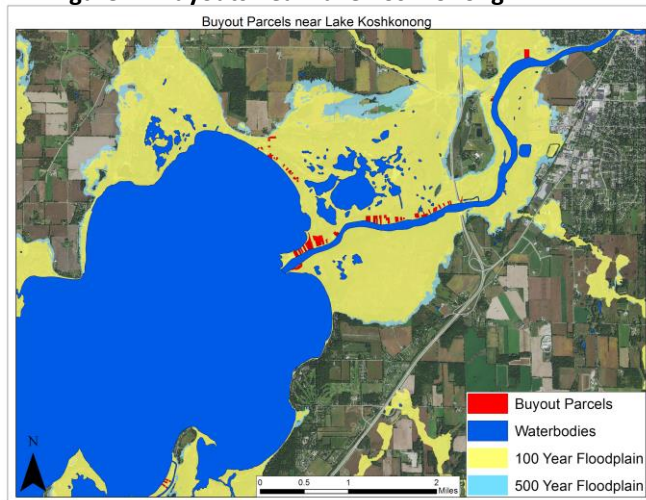 Buyout Parcels near Lake Koshkonong
Buyout Parcels
Waterbodies
100 Year Floodplain
500 Year Floodplain
N
0 0.5 1 2
Miles